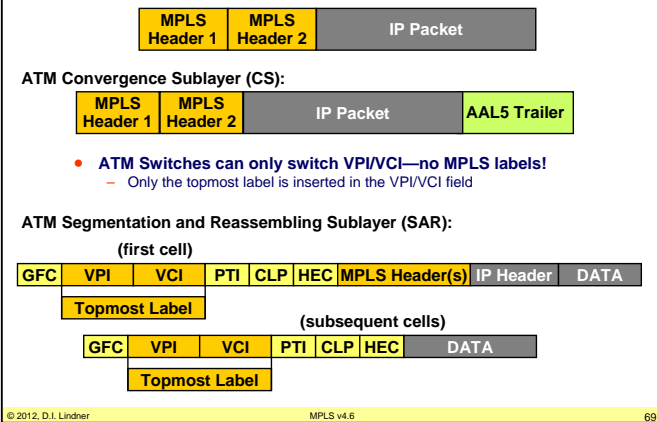 MPLS Header 1 MPLS Header 2 IP Packet
ATM Convergence Sublayer (CS):
MPLS Header 1 MPLS Header 2 IP Packet AAL5 Trailer
• ATM Switches can only switch VPI/VCI—no MPLS labels!
– Only the topmost label is inserted in the VPI/VCI field
ATM Segmentation and Reassembling Sublayer (SAR):
(first cell)
GFC VPI VCI PTI CLP HEC MPLS Header(s) IP Header DATA
Topmost Label
(subsequent cells)
GFC VPI VCI PTI CLP HEC DATA
Topmost Label
© 2012, D.I. Lindner MPLS v4.6 69